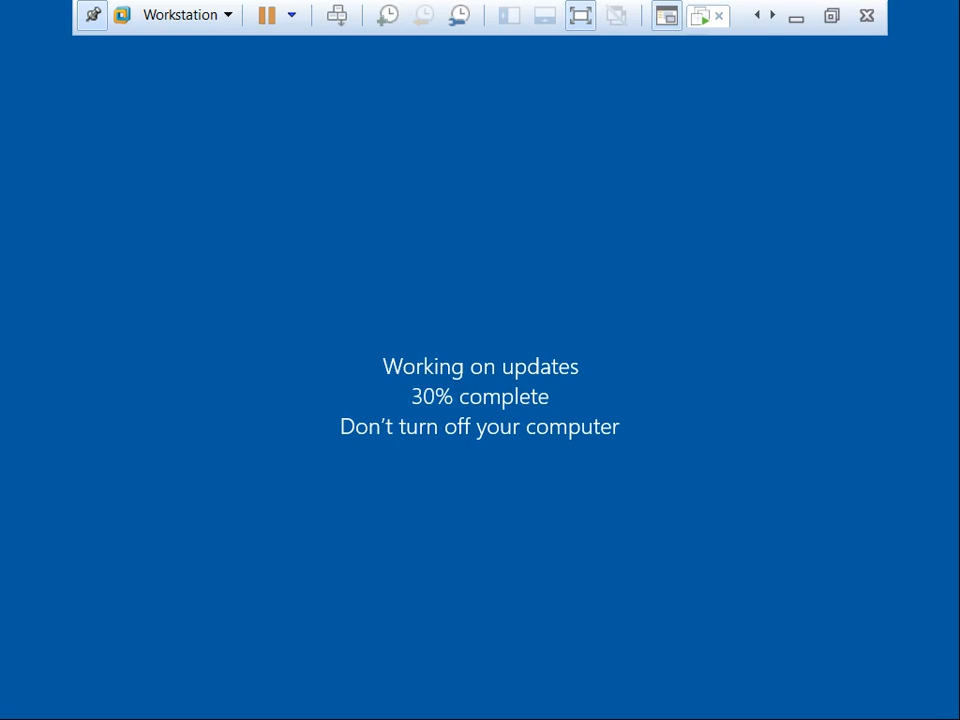 Workstation
Working on updates
30% complete
Don't turn off your computer